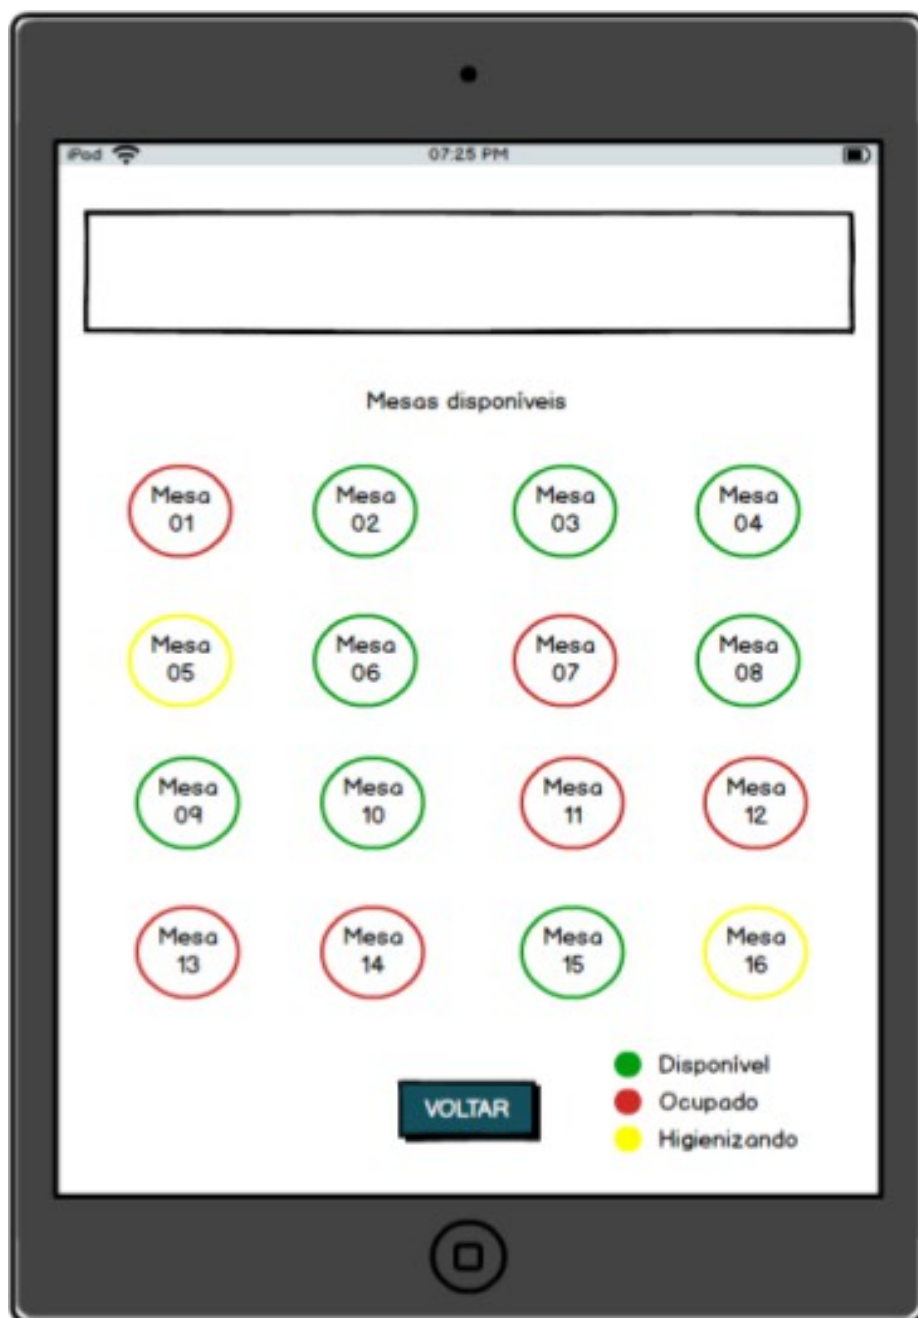 iPod 07:25 PM
Mesas disponíveis
Mesa
01
Mesa
02
Mesa
03
Mesa
04
Mesa
05
Mesa
06
Mesa
07
Mesa
08
Mesa
09
Mesa
10
Mesa
11
Mesa
12
Mesa
13
Mesa
14
Mesa
15
Mesa
16
VOLTAR
Disponível
Ocupado
Higienizando